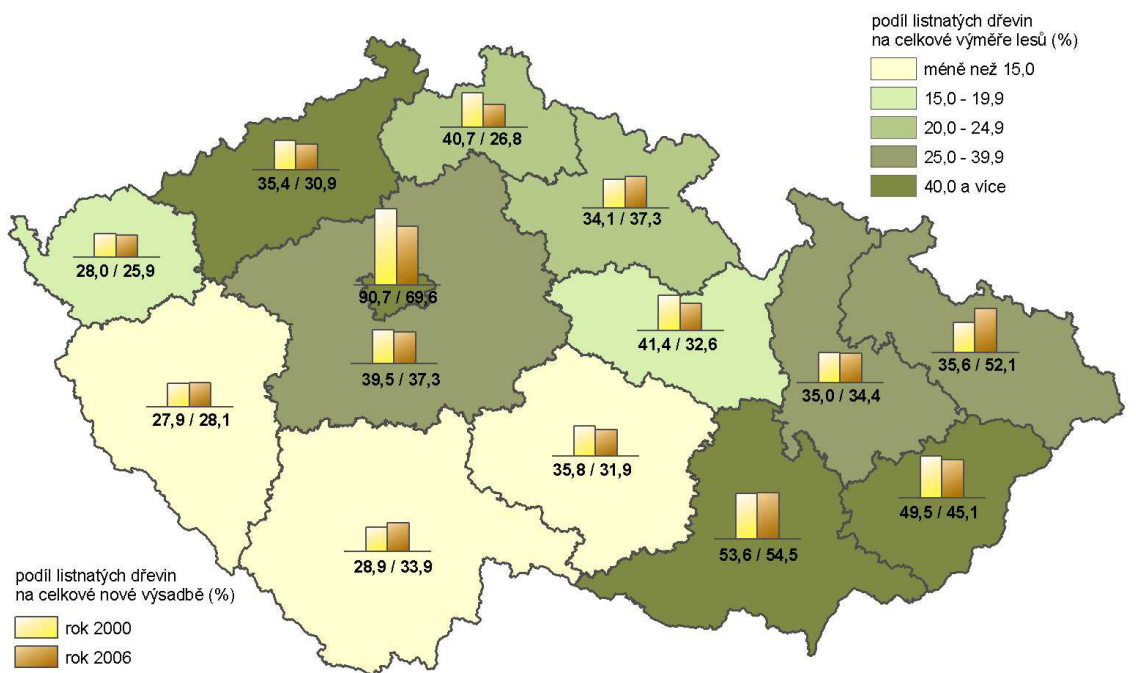 podíl listnatých dřevin
na celkové výměře lesů (%)
méně než 15,0
15,0 - 19,9
20,0 - 24,9
25,0 - 39,9
40,0 a více
40,7 / 26,8
35,4 / 30,9
34,1 / 37,3
28,0 / 25,9
90,7 / 69,6
41,4 / 32,6
35,6 / 52,1
39,5 / 37,3
35,0 / 34,4
27,9 / 28,1
35,8 / 31,9
49,5 / 45,1
53,6 / 54,5
28,9 / 33,9
podíl listnatých dřevin
na celkové nové výsadbě (%)
rok 2000
rok 2006